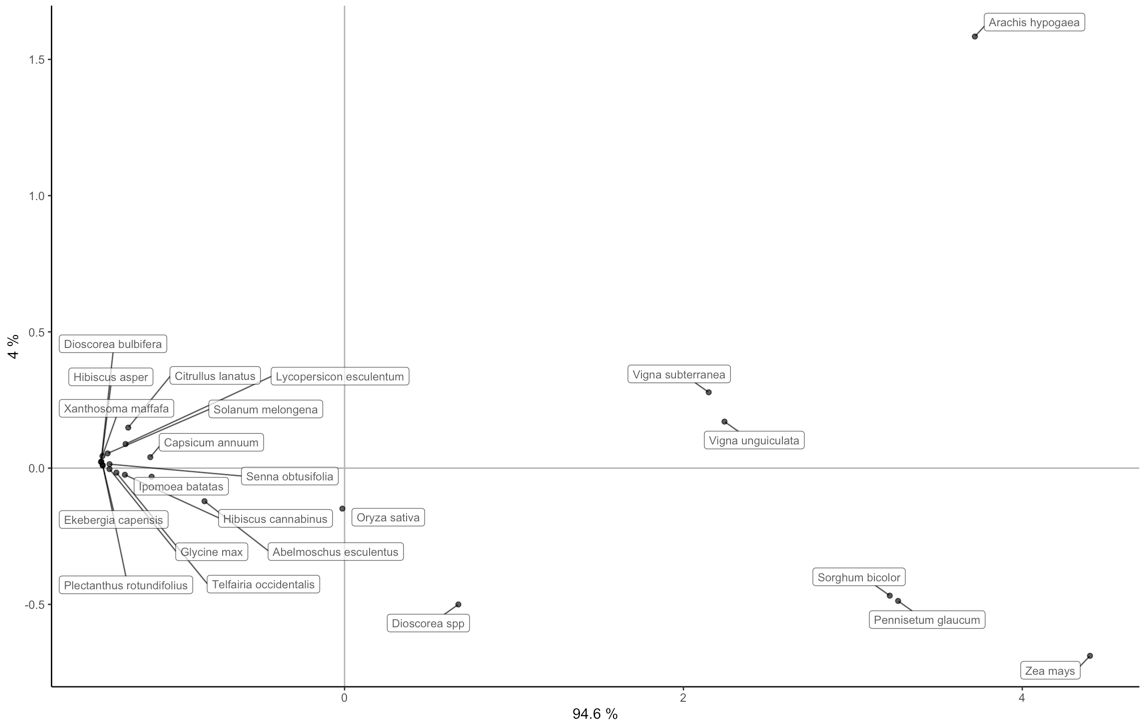 Arachis hypogaea
1.5
1.0
4 %
0.5
Dioscorea bulbifera
Hibiscus asper
Citrullus lanatus
Lycopersicon esculentum
Vigna subterranea
Xanthosoma maffafa
Solanum melongena
Capsicum annuum
Vigna unguiculata
0.0
Senna obtusifolia
Ipomoea batatas
Ekebergia capensis
Hibiscus cannabinus
Oryza sativa
Glycine max
Abelmoschus esculentus
Plectanthus rotundifolius
Telfairia occidentalis
Sorghum bicolor
-0.5
Dioscorea spp
Pennisetum glaucum
Zea mays
0
2
4
94.6 %